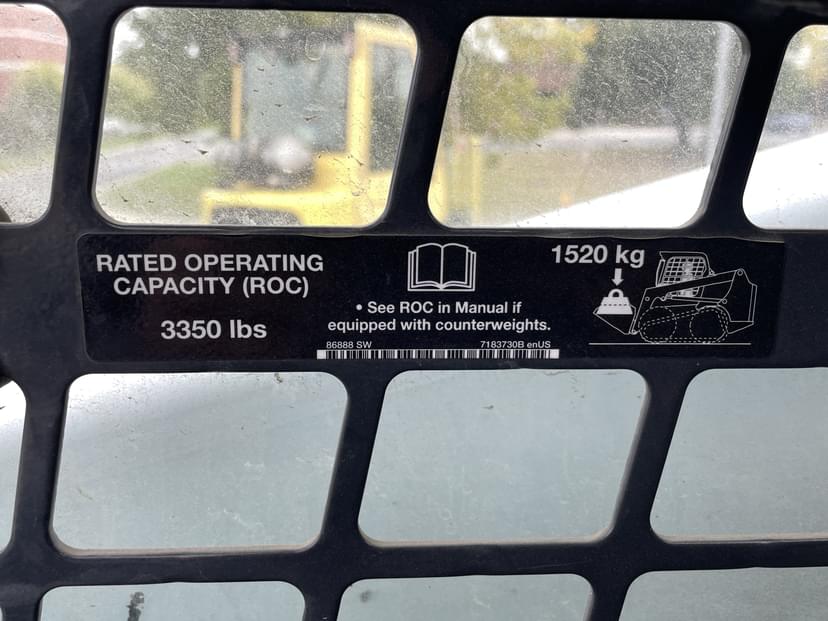 RATED OPERATING
CAPACITY (ROC)
3350 lbs
• See ROC in Manual if
equipped with counterweights.
86888 SW 7183730B enUS
1520 kg